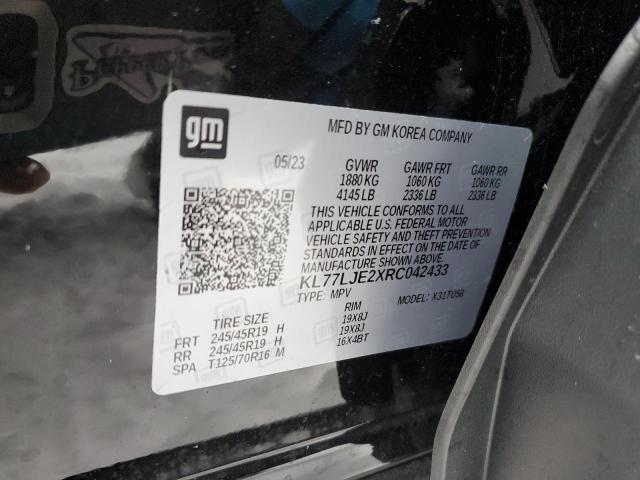 gm
MFD BY GM KOREA COMPANY
05/23 GVWR GAWR FRT GAWR RR
1880 KG 1060 KG 1060 KG
4145 LB 2336 LB 2336 LB
THIS VEHICLE CONFORMS TO ALL
APPLICABLE U.S. FEDERAL MOTOR
VEHICLE SAFETY AND THEFT PREVENTION
STANDARDS IN EFFECT ON THE DATE OF
MANUFACTURE SHOWN ABOVE.
KL77LJE2XRC042433
TYPE: MPV MODEL: X31TU58
TIRE SIZE RIM
FRT 245/45R19 H 19X8J
RR 245/45R19 H 19X8J
SPA T125/70R16 M 16X4BT